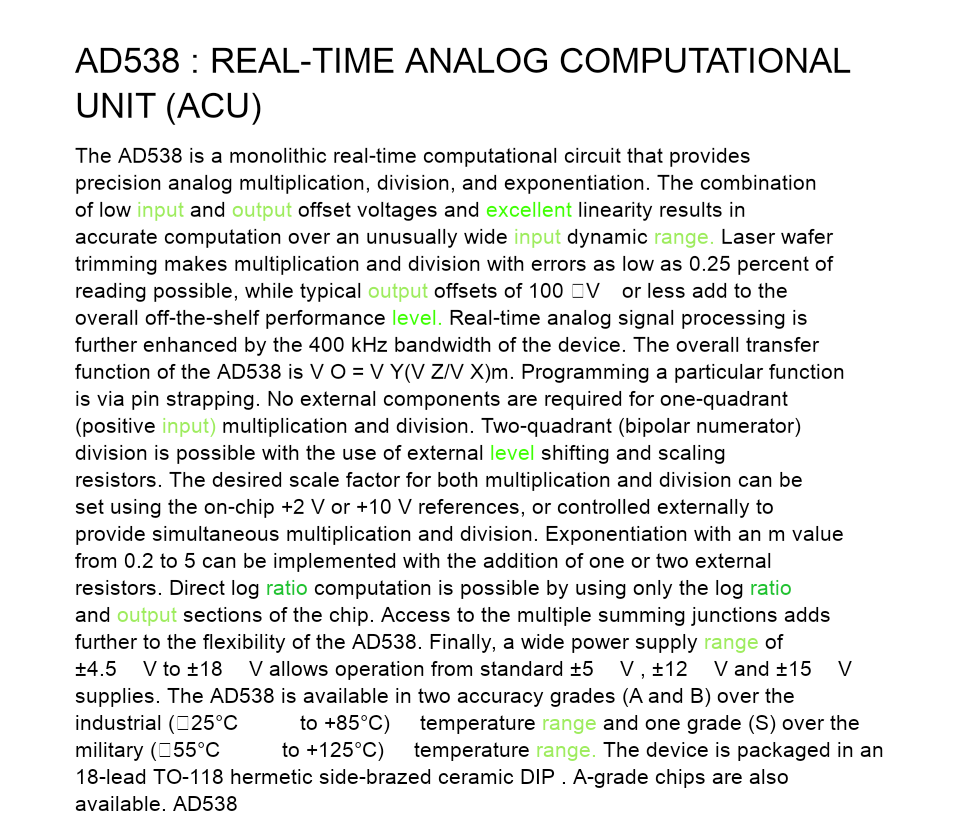 AD538 : REAL-TIME ANALOG COMPUTATIONAL
UNIT (ACU)
The AD538 is a monolithic real-time computational circuit that provides
precision analog multiplication, division, and exponentiation. The combination
of low input and output offset voltages and excellent linearity results in
accurate computation over an unusually wide input dynamic range. Laser wafer
trimming makes multiplication and division with errors as low as 0.25 percent of
reading possible, while typical output offsets of 100 □V or less add to the
overall off-the-shelf performance level. Real-time analog signal processing is
further enhanced by the 400 kHz bandwidth of the device. The overall transfer
function of the AD538 is V O = V Y(V Z/V X)m. Programming a particular function
is via pin strapping. No external components are required for one-quadrant
(positive input) multiplication and division. Two-quadrant (bipolar numerator)
division is possible with the use of external level shifting and scaling
resistors. The desired scale factor for both multiplication and division can be
set using the on-chip +2 V or +10 V references, or controlled externally to
provide simultaneous multiplication and division. Exponentiation with an m value
from 0.2 to 5 can be implemented with the addition of one or two external
resistors. Direct log ratio computation is possible by using only the log ratio
and output sections of the chip. Access to the multiple summing junctions adds
further to the flexibility of the AD538. Finally, a wide power supply range of
±4.5 V to ±18 V allows operation from standard ±5 V , ±12 V and ±15 V
supplies. The AD538 is available in two accuracy grades (A and B) over the
industrial (□25°C to +85°C) temperature range and one grade (S) over the
military (□55°C to +125°C) temperature range. The device is packaged in an
18-lead TO-118 hermetic side-brazed ceramic DIP . A-grade chips are also
available. AD538